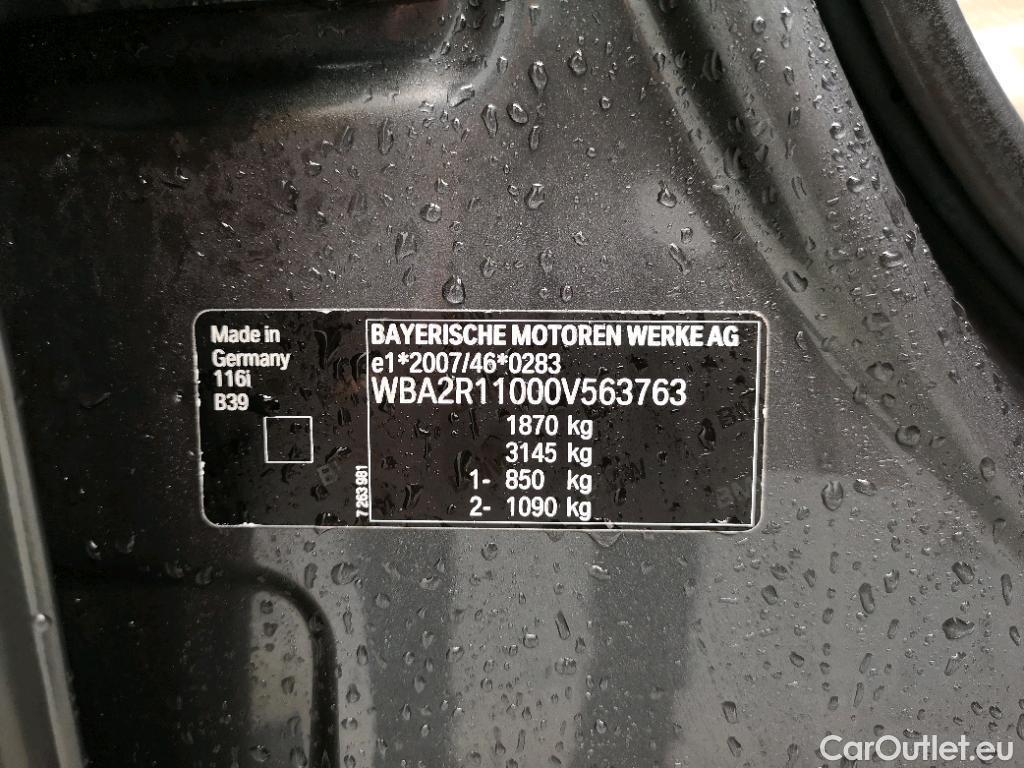 Made in
Germany
116i
B39
7 263 981
BAYERISCHE MOTOREN WERKE AG
e1*2007/46*0283
WBA2R11000V563763
1870 kg
3145 kg
1- 850 kg
2- 1090 kg
CarOutlet.eu